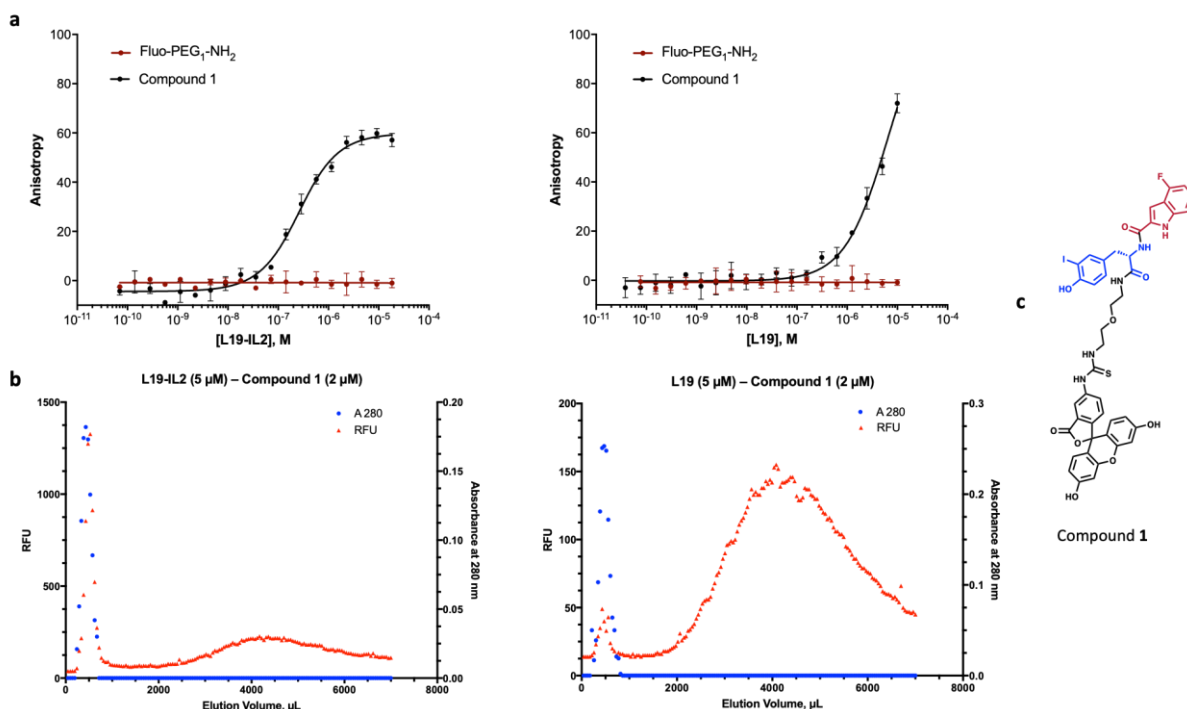 a
Fluo-PEG₁-NH₂
Compound 1
Anisotropy
100
80
60
40
20
0
10⁻¹¹ 10⁻¹⁰ 10⁻⁹ 10⁻⁸ 10⁻⁷ 10⁻⁶ 10⁻⁵ 10⁻⁴
[L19-IL2], M
Fluo-PEG₁-NH₂
Compound 1
Anisotropy
100
80
60
40
20
0
10⁻¹¹ 10⁻¹⁰ 10⁻⁹ 10⁻⁸ 10⁻⁷ 10⁻⁶ 10⁻⁵ 10⁻⁴
[L19], M
b
L19-IL2 (5 µM) – Compound 1 (2 µM)
A 280
RFU
RFU
1500
1250
1000
750
500
250
0
0.20
0.15
0.10
0.05
0.00
Absorbance at 280 nm
0 2000 4000 6000 8000
Elution Volume, µL
L19 (5 µM) – Compound 1 (2 µM)
A 280
RFU
RFU
200
150
100
50
0
0.3
0.2
0.1
0.0
Absorbance at 280 nm
0 2000 4000 6000 8000
Elution Volume, µL
c
F
N
H
O
NH
I
HO
O
HN
O
NH
S
HN
O
O
OH
O
HO
Compound 1